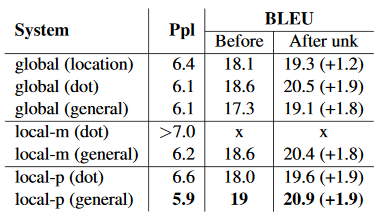 System Ppl BLEU
Before After unk
global (location) 6.4 18.1 19.3 (+1.2)
global (dot) 6.1 18.6 20.5 (+1.9)
global (general) 6.1 17.3 19.1 (+1.8)
local-m (dot) >7.0 x x
local-m (general) 6.2 18.6 20.4 (+1.8)
local-p (dot) 6.6 18.0 19.6 (+1.9)
local-p (general) 5.9 19 20.9 (+1.9)